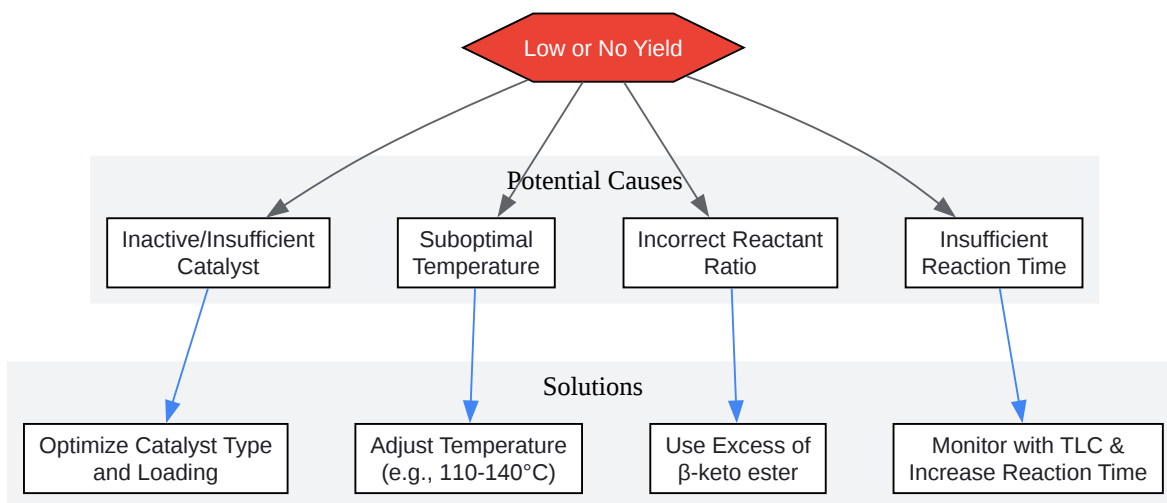 Low or No Yield
Potential Causes
Inactive/Insufficient
Catalyst
Suboptimal
Temperature
Incorrect Reactant
Ratio
Insufficient
Reaction Time
Solutions
Optimize Catalyst Type
and Loading
Adjust Temperature
(e.g., 110-140°C)
Use Excess of
β-keto ester
Monitor with TLC &
Increase Reaction Time